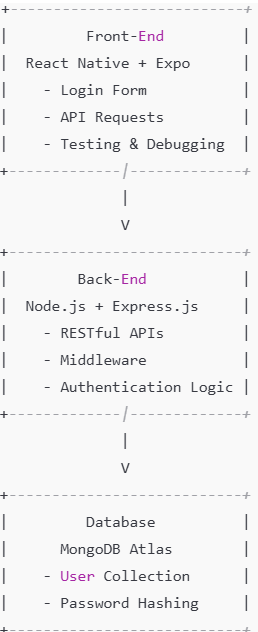 +--------------------------+
|         Front-End        |
|  React Native + Expo     |
|    - Login Form          |
|    - API Requests        |
|    - Testing & Debugging |
+-------------/------------+
|
V
+--------------------------+
|        Back-End          |
|  Node.js + Express.js    |
|    - RESTful APIs        |
|    - Middleware          |
|    - Authentication Logic |
+-------------/------------+
|
V
+--------------------------+
|         Database         |
|      MongoDB Atlas       |
|    - User Collection     |
|    - Password Hashing    |
+--------------------------+